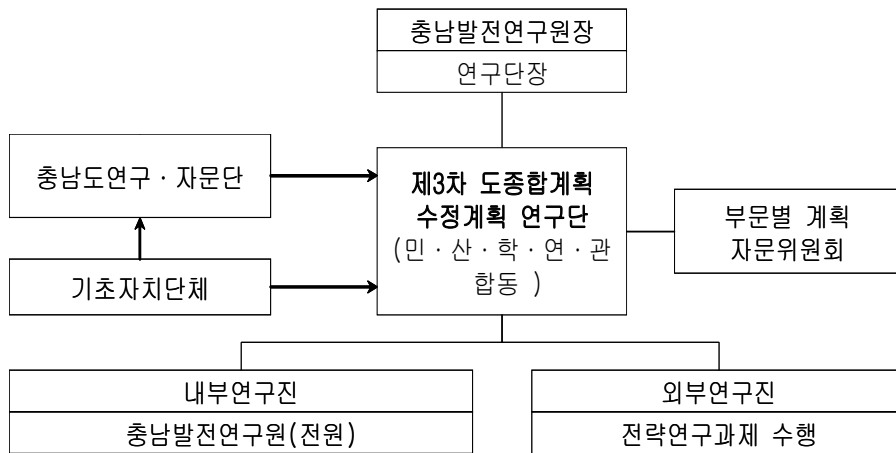 충남발전연구원장
연구단장
충남도연구·자문단
제3차 도종합계획
수정계획 연구단
(민·산·학·연·관
합동 )
부문별 계획
자문위원회
기초자치단체
내부연구진
충남발전연구원(전원)
외부연구진
전략연구과제 수행